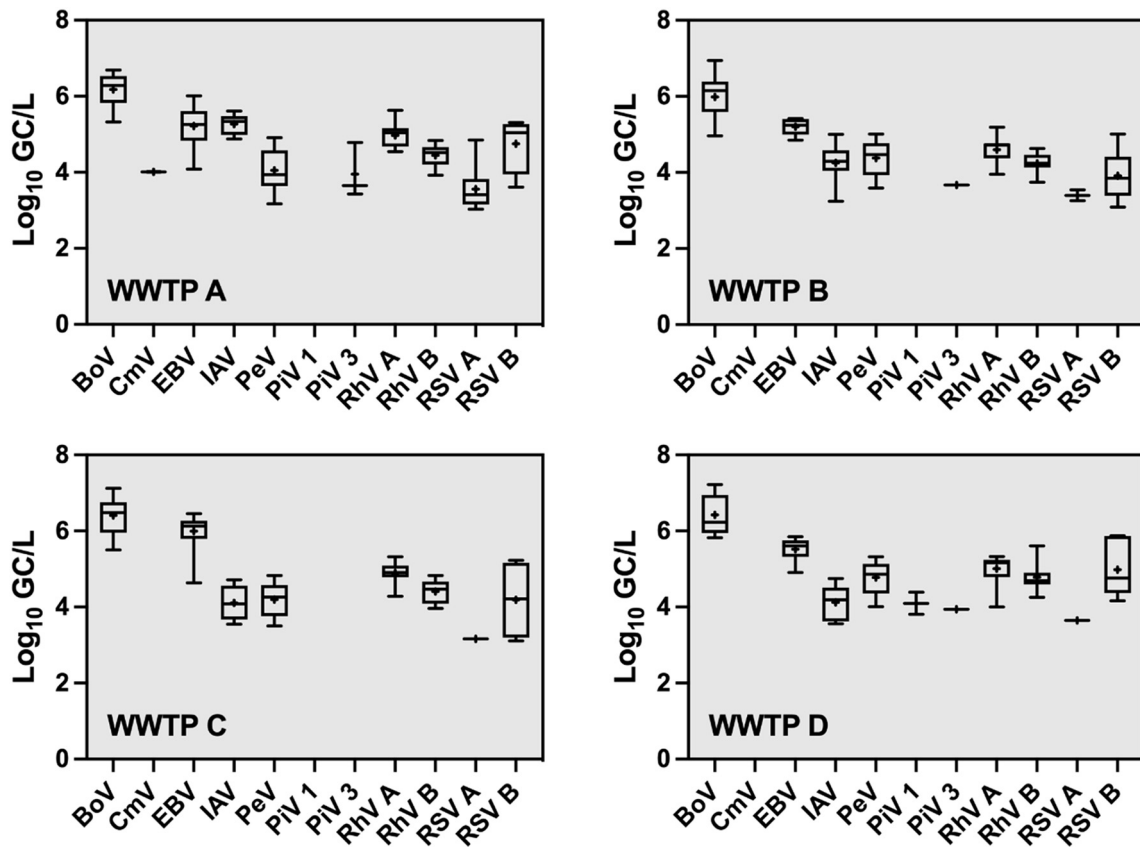 Log10 GC/L
8
6
4
2
0
WWTP A
BoV
CmV
EBV
IAV
PeV
PiV 1
PiV 3
RhV A
RhV B
RSV A
RSV B
Log10 GC/L
8
6
4
2
0
WWTP B
BoV
CmV
EBV
IAV
PeV
PiV 1
PiV 3
RhV A
RhV B
RSV A
RSV B
Log10 GC/L
8
6
4
2
0
WWTP C
BoV
CmV
EBV
IAV
PeV
PiV 1
PiV 3
RhV A
RhV B
RSV A
RSV B
Log10 GC/L
8
6
4
2
0
WWTP D
BoV
CmV
EBV
IAV
PeV
PiV 1
PiV 3
RhV A
RhV B
RSV A
RSV B